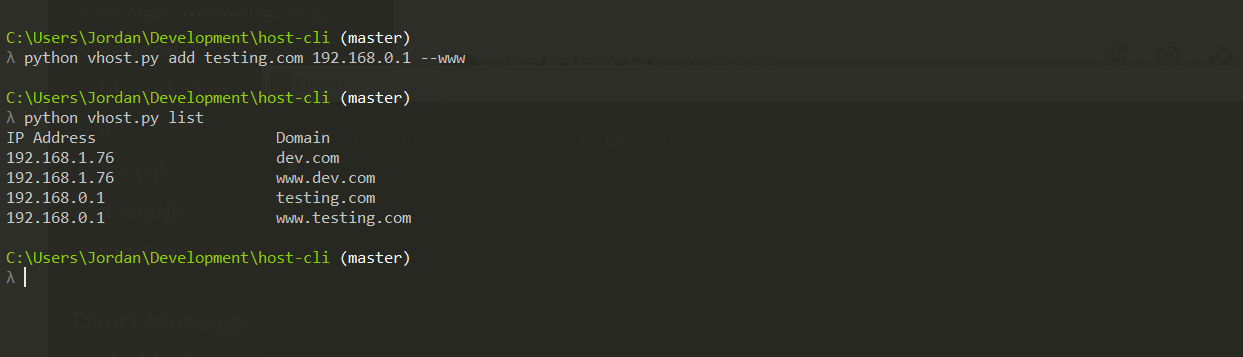 C:\Users\Jordan\Development\host-cli (master)
λ python vhost.py add testing.com 192.168.0.1 --www
C:\Users\Jordan\Development\host-cli (master)
λ python vhost.py list
IP Address Domain
192.168.1.76 dev.com
192.168.1.76 www.dev.com
192.168.0.1 testing.com
192.168.0.1 www.testing.com
C:\Users\Jordan\Development\host-cli (master)
λ
Direct Messages